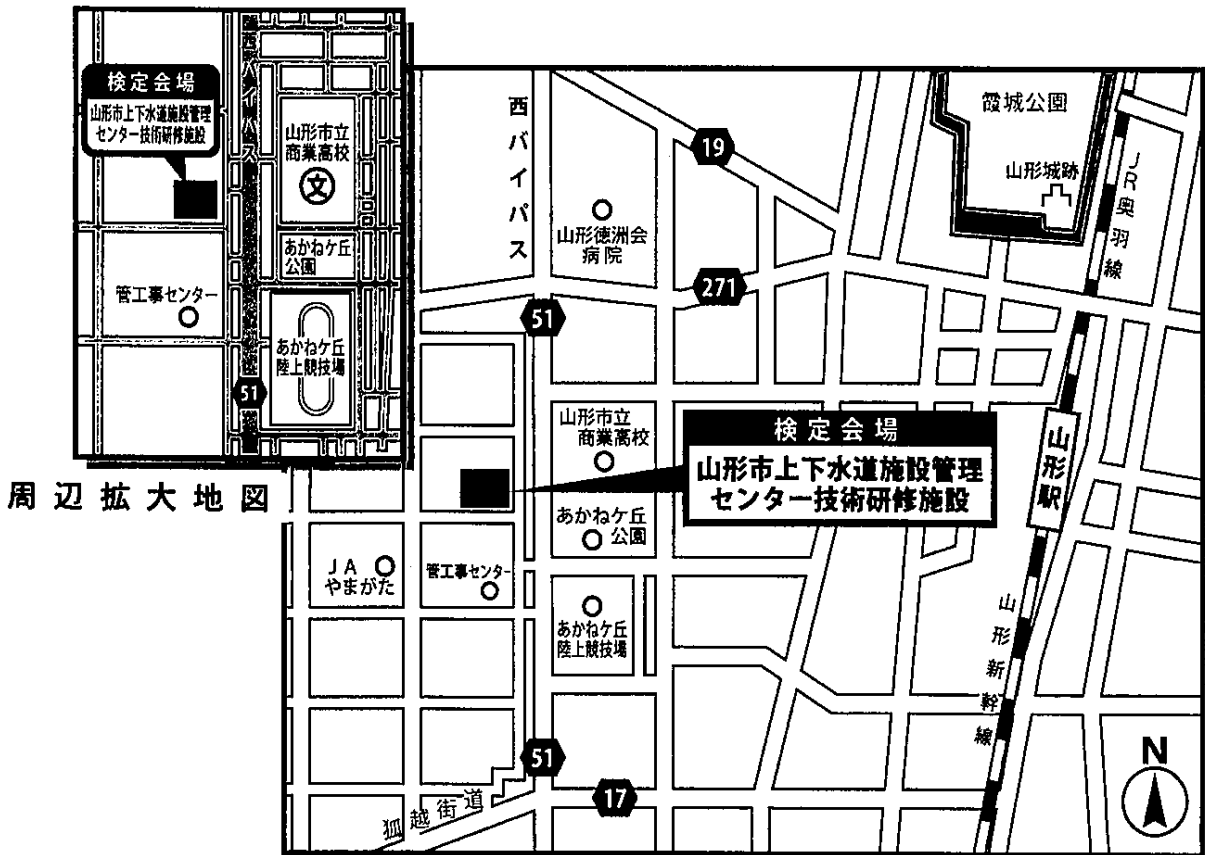 西バイパス
検定会場
山形市上下水道施設管理
センター技術研修施設
山形市立
商業高校
文
あかねケ丘
公園
管工事センター
あかねケ丘
陸上競技場
51
周辺拡大地図
西バイパス
19
霞城公園
山形城跡
JR奥羽線
山形徳洲会
病院
271
51
山形市立
商業高校
検定会場
山形市上下水道施設管理
センター技術研修施設
山形駅
あかねケ丘
公園
JA
やまがた
管工事センター
あかねケ丘
陸上競技場
山形新幹線
51
17
狐越街道
N